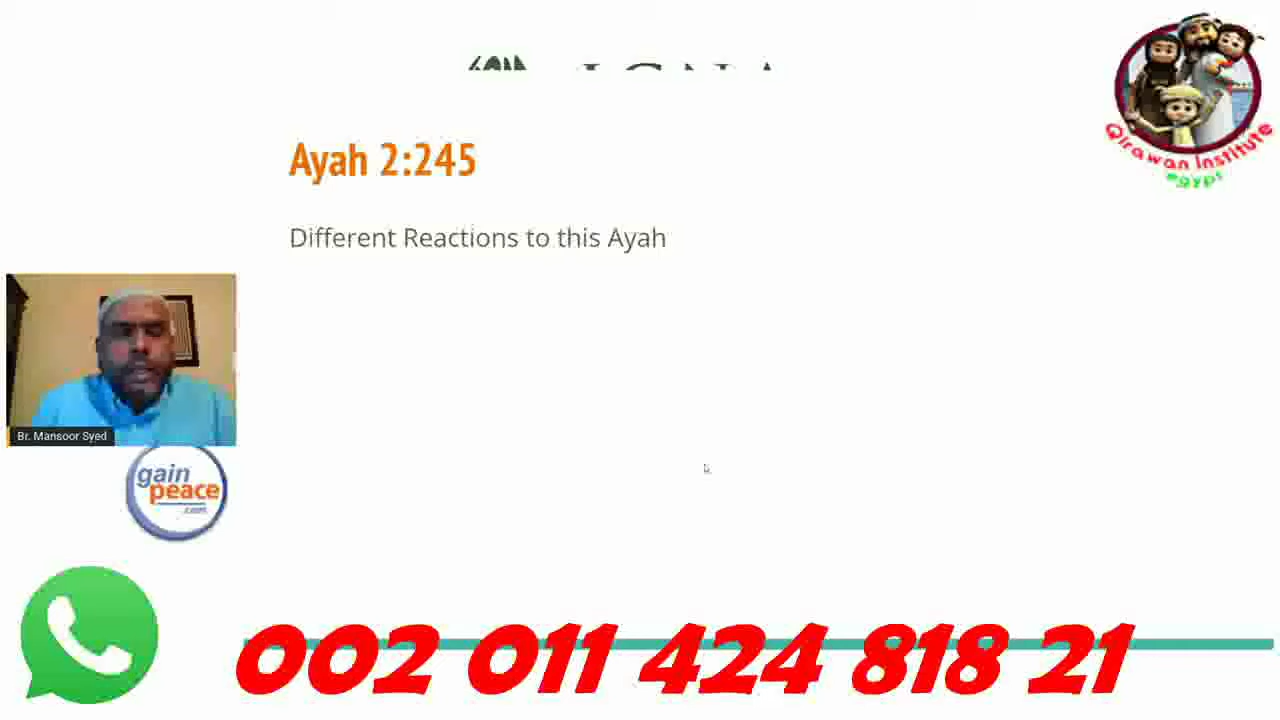 Ayah 2:245
Different Reactions to this Ayah
Qirawan Institute
egypt
Br. Mansoor Syed
gain
peace
.com
002 011 424 818 21